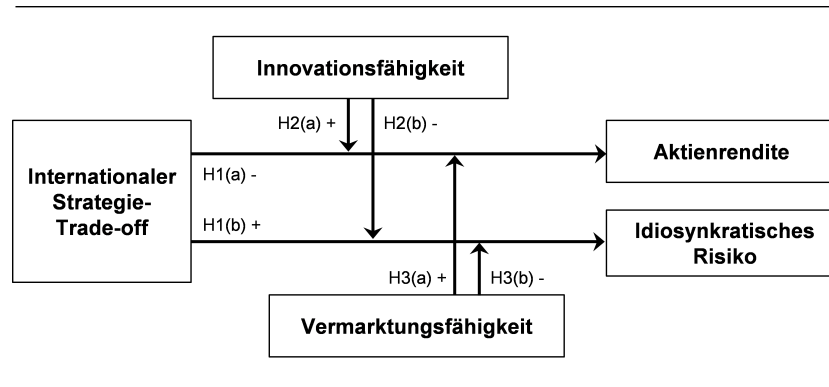 Innovationsfähigkeit
H2(a) +
H2(b) -
Internationaler
Strategie-
Trade-off
H1(a) -
Aktienrendite
H1(b) +
Idiosynkratisches
Risiko
H3(a) +
H3(b) -
Vermarktungsfähigkeit